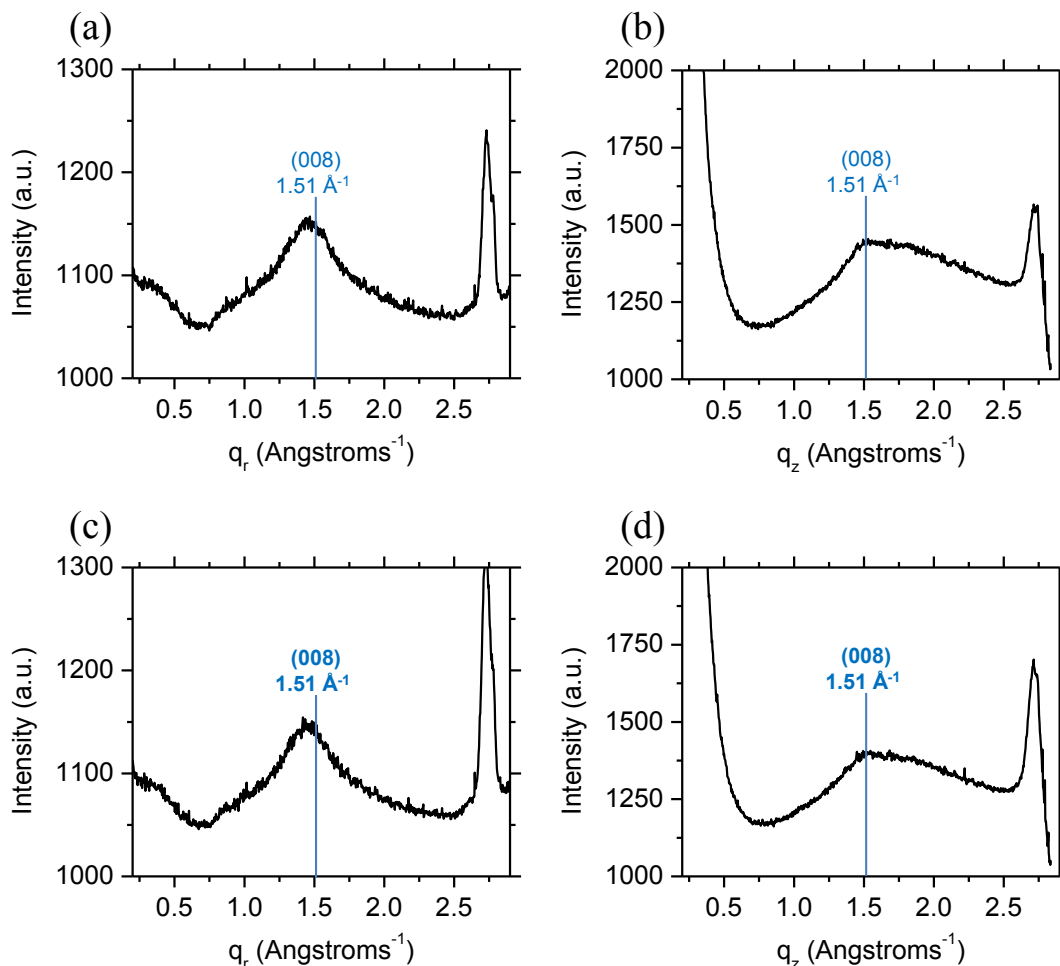 (a)
1300
1200
1100
1000
Intensity (a.u.)
(008)
1.51 Å⁻¹
0.5 1.0 1.5 2.0 2.5
qᵣ (Angstroms⁻¹)
(b)
2000
1750
1500
1250
1000
Intensity (a.u.)
(008)
1.51 Å⁻¹
0.5 1.0 1.5 2.0 2.5
q_z (Angstroms⁻¹)
(c)
1300
1200
1100
1000
Intensity (a.u.)
(008)
1.51 Å⁻¹
0.5 1.0 1.5 2.0 2.5
qᵣ (Angstroms⁻¹)
(d)
2000
1750
1500
1250
1000
Intensity (a.u.)
(008)
1.51 Å⁻¹
0.5 1.0 1.5 2.0 2.5
q_z (Angstroms⁻¹)